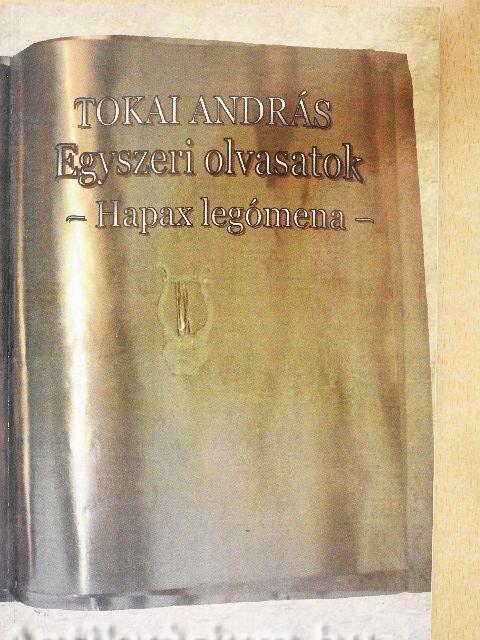 TOKAI ANDRÁS
Egyszeri olvasatok
– Hapax legómena –